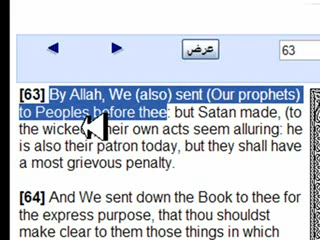 عرض
63
[63] By Allah, We (also) sent (Our prophets)
to Peoples before thee: but Satan made, (to
the wicked) their own acts seem alluring: he
is also their patron today, but they shall have
a most grievous penalty.
[64] And We sent down the Book to thee for
the express purpose, that thou shouldst
make clear to them those things in which